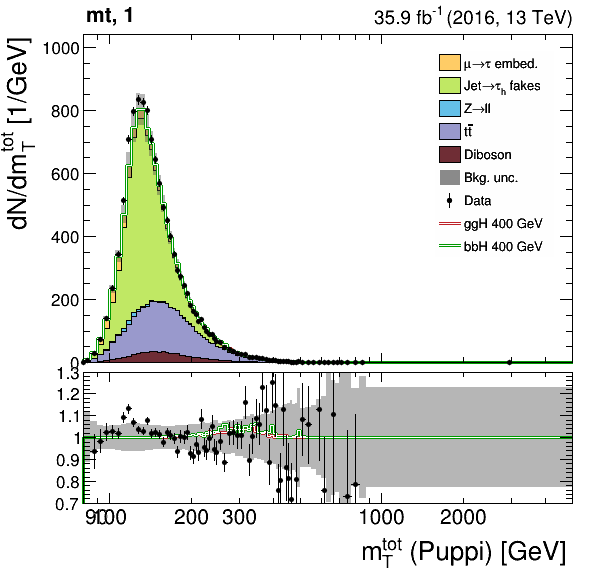 mt, 1
35.9 fb⁻¹ (2016, 13 TeV)
dN/dm_T^tot [1/GeV]
1000
800
600
400
200
0
μ→τ embed.
Jet→τ_h fakes
Z→ll
tt̄
Diboson
Bkg. unc.
Data
ggH 400 GeV
bbH 400 GeV
1.3
1.2
1.1
1
0.9
0.8
0.7
90 100 200 300 1000 2000
m_T^tot (Puppi) [GeV]